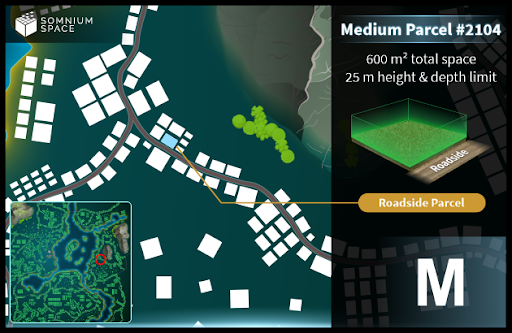 SOMNIUM
SPACE
Medium Parcel #2104
600 m² total space
25 m height & depth limit
Roadside
Roadside Parcel
M